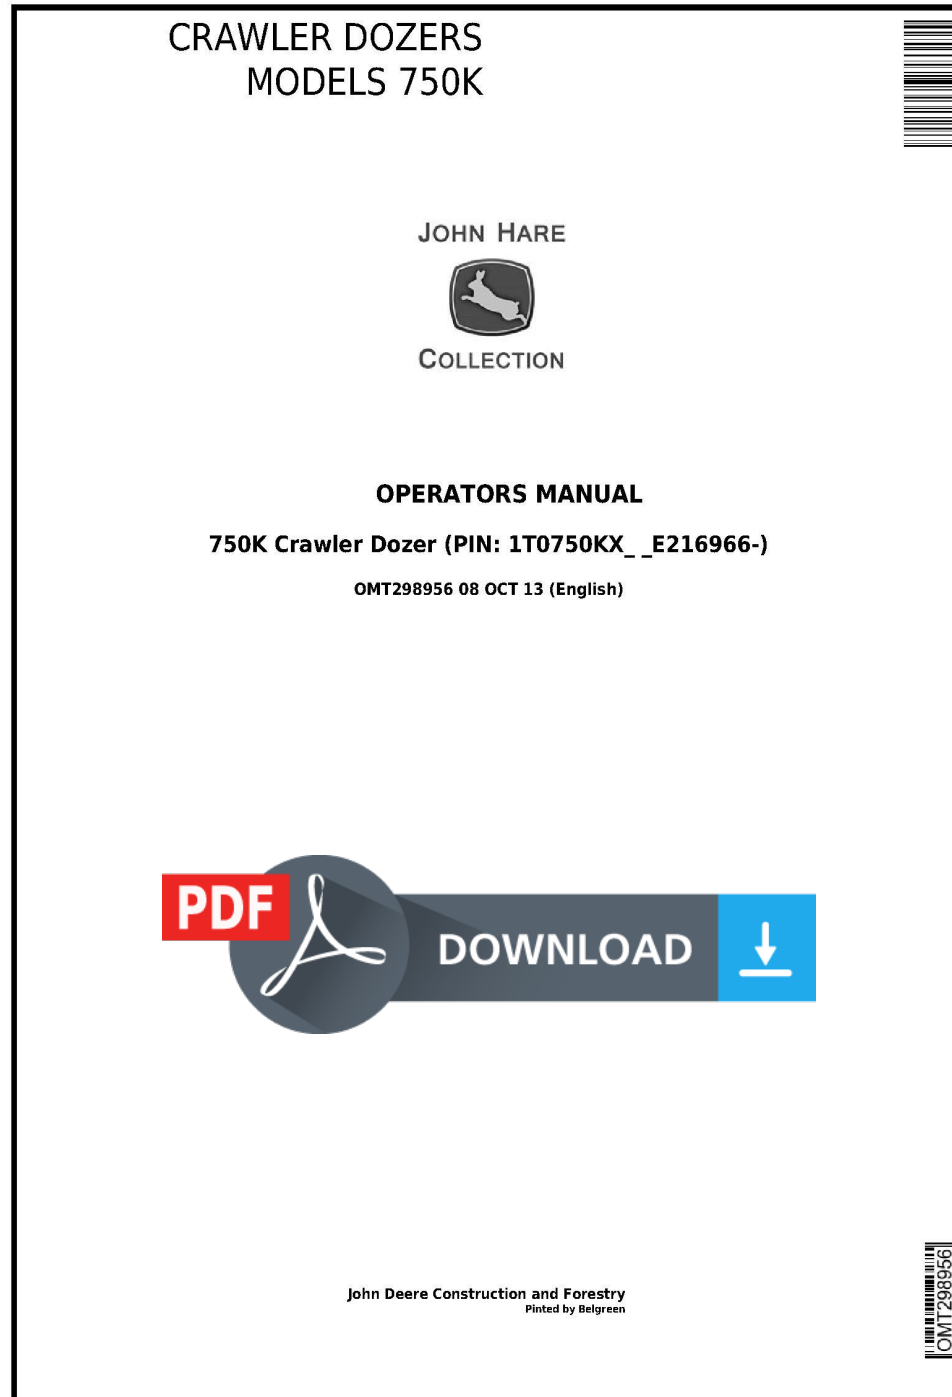 CRAWLER DOZERS
MODELS 750K
JOHN HARE
COLLECTION
OPERATORS MANUAL
750K Crawler Dozer (PIN: 1T0750KX_ _E216966-)
OMT298956 08 OCT 13 (English)
PDF
DOWNLOAD
John Deere Construction and Forestry
Pinted by Belgreen
OMT298956